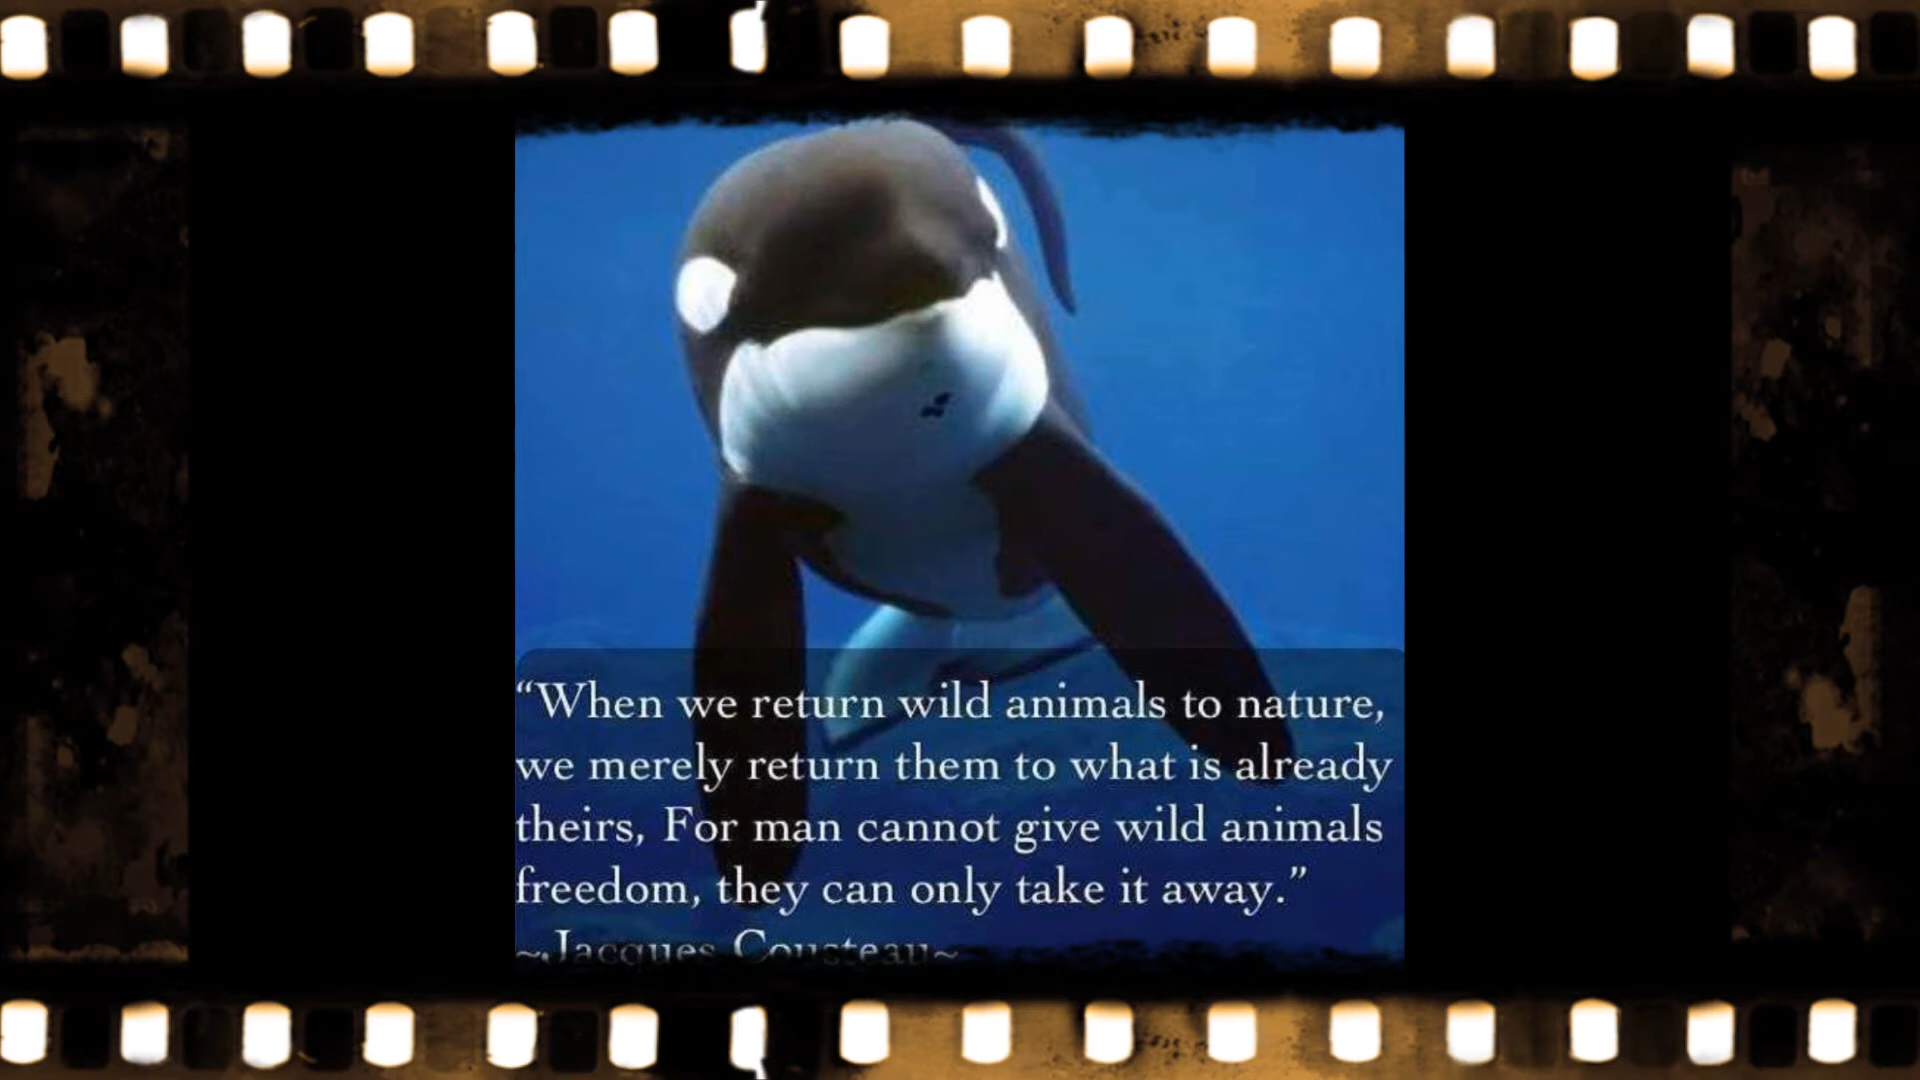 “When we return wild animals to nature,
we merely return them to what is already
theirs, For man cannot give wild animals
freedom, they can only take it away.”
~Jacques Cousteau~